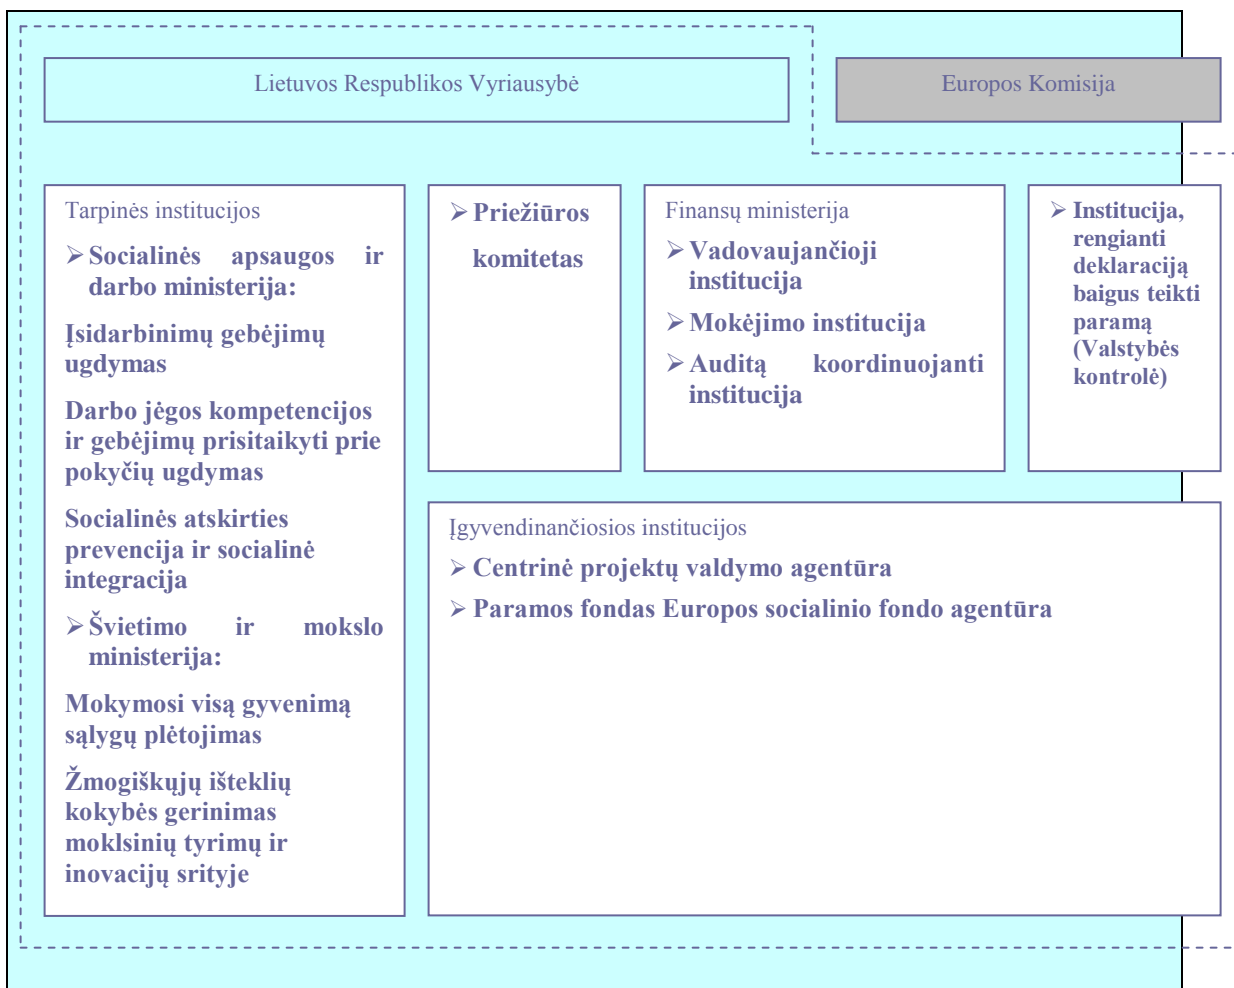 Lietuvos Respublikos Vyriausybė
Europos Komisija
Tarpinės institucijos
➢ Socialinės apsaugos ir
darbo ministerija:
Įsidarbinimų gebėjimų
ugdymas
Darbo jėgos kompetencijos
ir gebėjimų prisitaikyti prie
pokyčių ugdymas
Socialinės atskirties
prevencija ir socialinė
integracija
➢ Švietimo ir mokslo
ministerija:
Mokymosi visą gyvenimą
sąlygų plėtojimas
Žmogiškųjų išteklių
kokybės gerinimas
moklsinių tyrimų ir
inovacijų srityje
➢ Priežiūros
komitetas
Finansų ministerija
➢ Vadovaujančioji
institucija
➢ Mokėjimo institucija
➢ Auditą koordinuojanti
institucija
➢ Institucija,
rengianti
deklaraciją
baigus teikti
paramą
(Valstybės
kontrolė)
Įgyvendinančiosios institucijos
➢ Centrinė projektų valdymo agentūra
➢ Paramos fondas Europos socialinio fondo agentūra